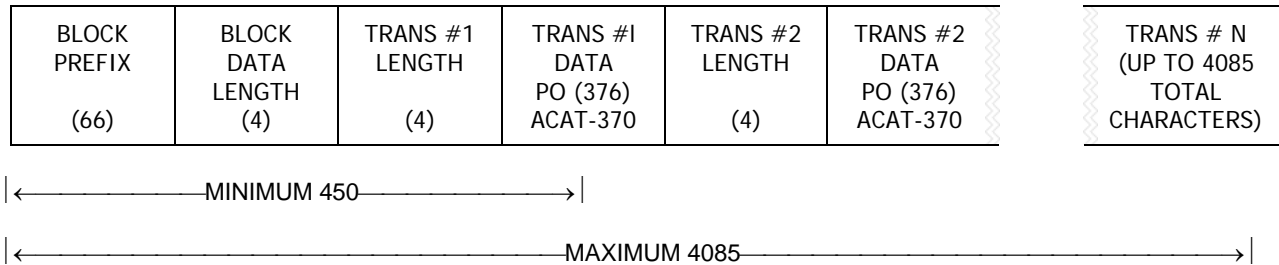 BLOCK
PREFIX
(66)
BLOCK
DATA
LENGTH
(4)
TRANS #1
LENGTH
(4)
TRANS #I
DATA
PO (376)
ACAT-370
TRANS #2
LENGTH
(4)
TRANS #2
DATA
PO (376)
ACAT-370
TRANS # N
(UP TO 4085
TOTAL
CHARACTERS)
MINIMUM 450
MAXIMUM 4085